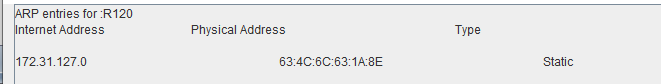 ARP entries for :R120
Internet Address Physical Address Type
172.31.127.0 63:4C:6C:63:1A:8E Static